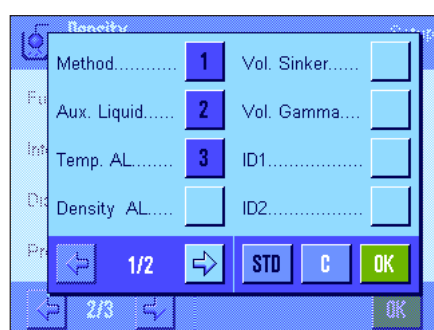 Density
Method............ 1 Vol. Sinker......
Aux. Liquid...... 2 Vol. Gamma....
Temp. AL........ 3 ID1..................
Density AL..... ID2..................
1/2 STD C OK
2/3 OK